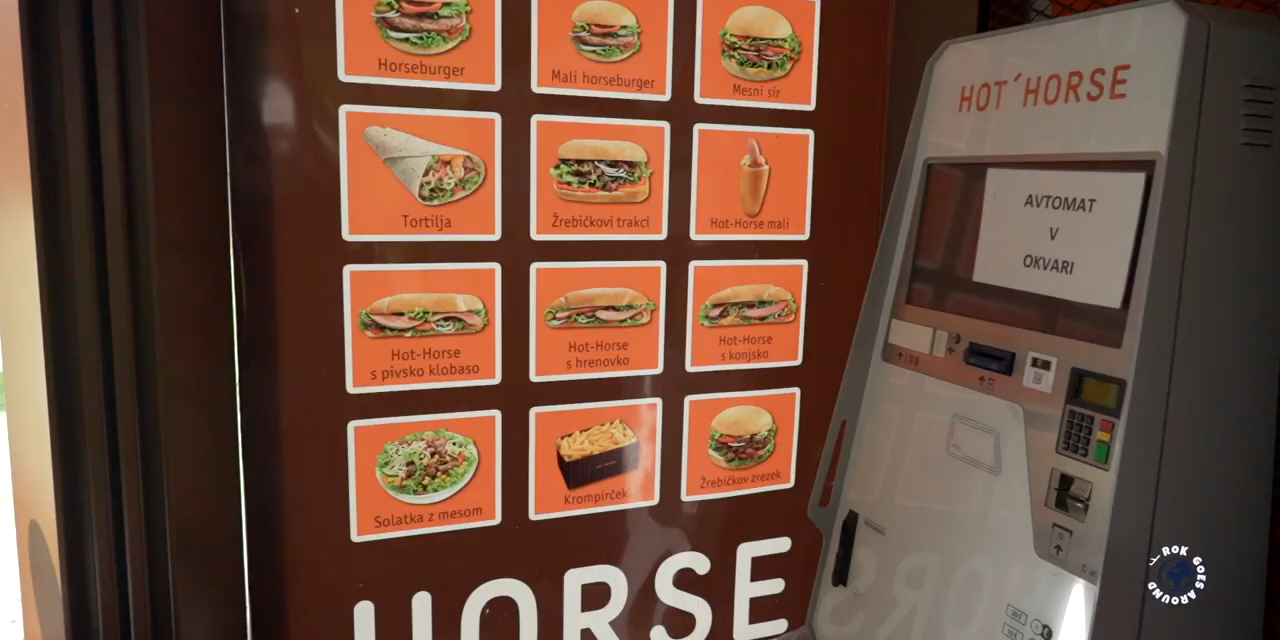 Horseburger
Mali horseburger
Mesni sir
Tortilja
Žrebičkovi trakci
Hot-Horse mali
Hot-Horse
s pivsko klobaso
Hot-Horse
s hrenovko
Hot-Horse
s konjsko
Solatka z mesom
Krompirček
Žrebičkov zrezek
HORSE
HOT´HORSE
AVTOMAT
V
OKVARI
ROK GOES AROUND